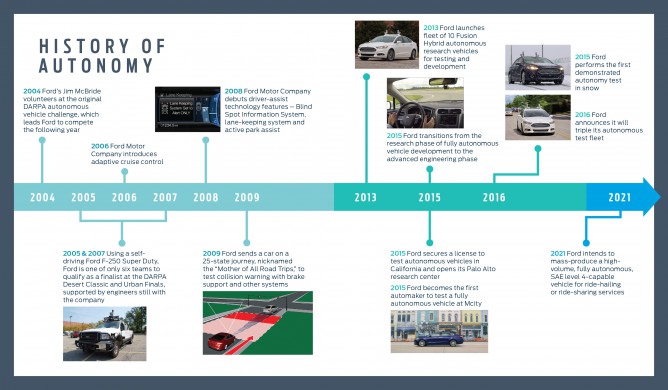 HISTORY OF
AUTONOMY
2004 Ford's Jim McBride
volunteers at the original
DARPA autonomous
vehicle challenge, which
leads Ford to compete
the following year
2006 Ford Motor
Company introduces
adaptive cruise control
Lane Keeping
System Set to
Alert ONLY
2008 Ford Motor Company
debuts driver-assist
technology features – Blind
Spot Information System,
lane-keeping system and
active park assist
2013 Ford launches
fleet of 10 Fusion
Hybrid autonomous
research vehicles
for testing and
development
2015 Ford transitions from the
research phase of fully autonomous
vehicle development to the
advanced engineering phase
2015 Ford
performs the first
demonstrated
autonomy test
in snow
2016 Ford
announces it will
triple its autonomous
test fleet
2004 2005 2006 2007 2008 2009 2013 2015 2016 2021
2005 & 2007 Using a self-
driving Ford F-250 Super Duty,
Ford is one of only six teams to
qualify as a finalist at the DARPA
Desert Classic and Urban Finals,
supported by engineers still with
the company
2009 Ford sends a car on a
25-state journey, nicknamed
the "Mother of All Road Trips," to
test collision warning with brake
support and other systems
2015 Ford secures a license to
test autonomous vehicles in
California and opens its Palo Alto
research center
2015 Ford becomes the first
automaker to test a fully
autonomous vehicle at Mcity
2021 Ford intends to
mass-produce a high-
volume, fully autonomous,
SAE level 4-capable
vehicle for ride-hailing
or ride-sharing services